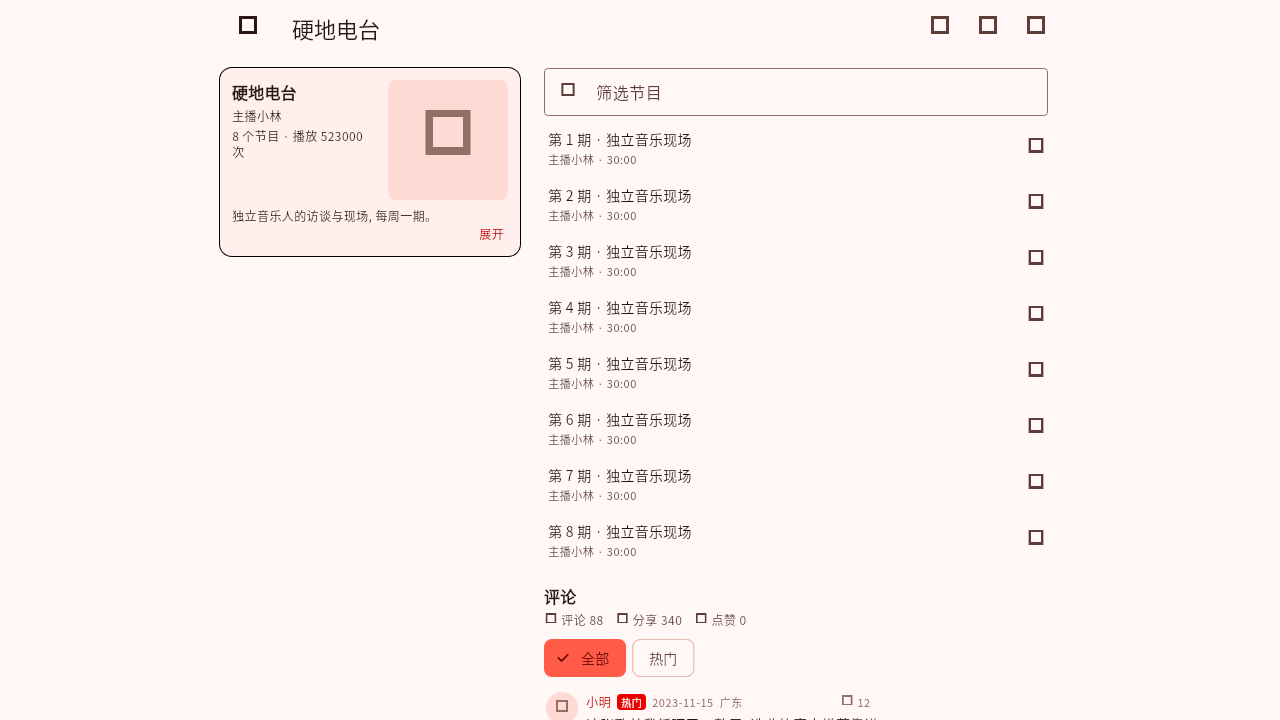 硬地电台
硬地电台
主播小林
8 个节目 · 播放 523000
次
独立音乐人的访谈与现场, 每周一期。
展开
筛选节目
第 1 期 · 独立音乐现场
主播小林 · 30:00
第 2 期 · 独立音乐现场
主播小林 · 30:00
第 3 期 · 独立音乐现场
主播小林 · 30:00
第 4 期 · 独立音乐现场
主播小林 · 30:00
第 5 期 · 独立音乐现场
主播小林 · 30:00
第 6 期 · 独立音乐现场
主播小林 · 30:00
第 7 期 · 独立音乐现场
主播小林 · 30:00
第 8 期 · 独立音乐现场
主播小林 · 30:00
评论
评论 88 分享 340 点赞 0
全部 热门
小明 热门 2023-11-15 广东 12